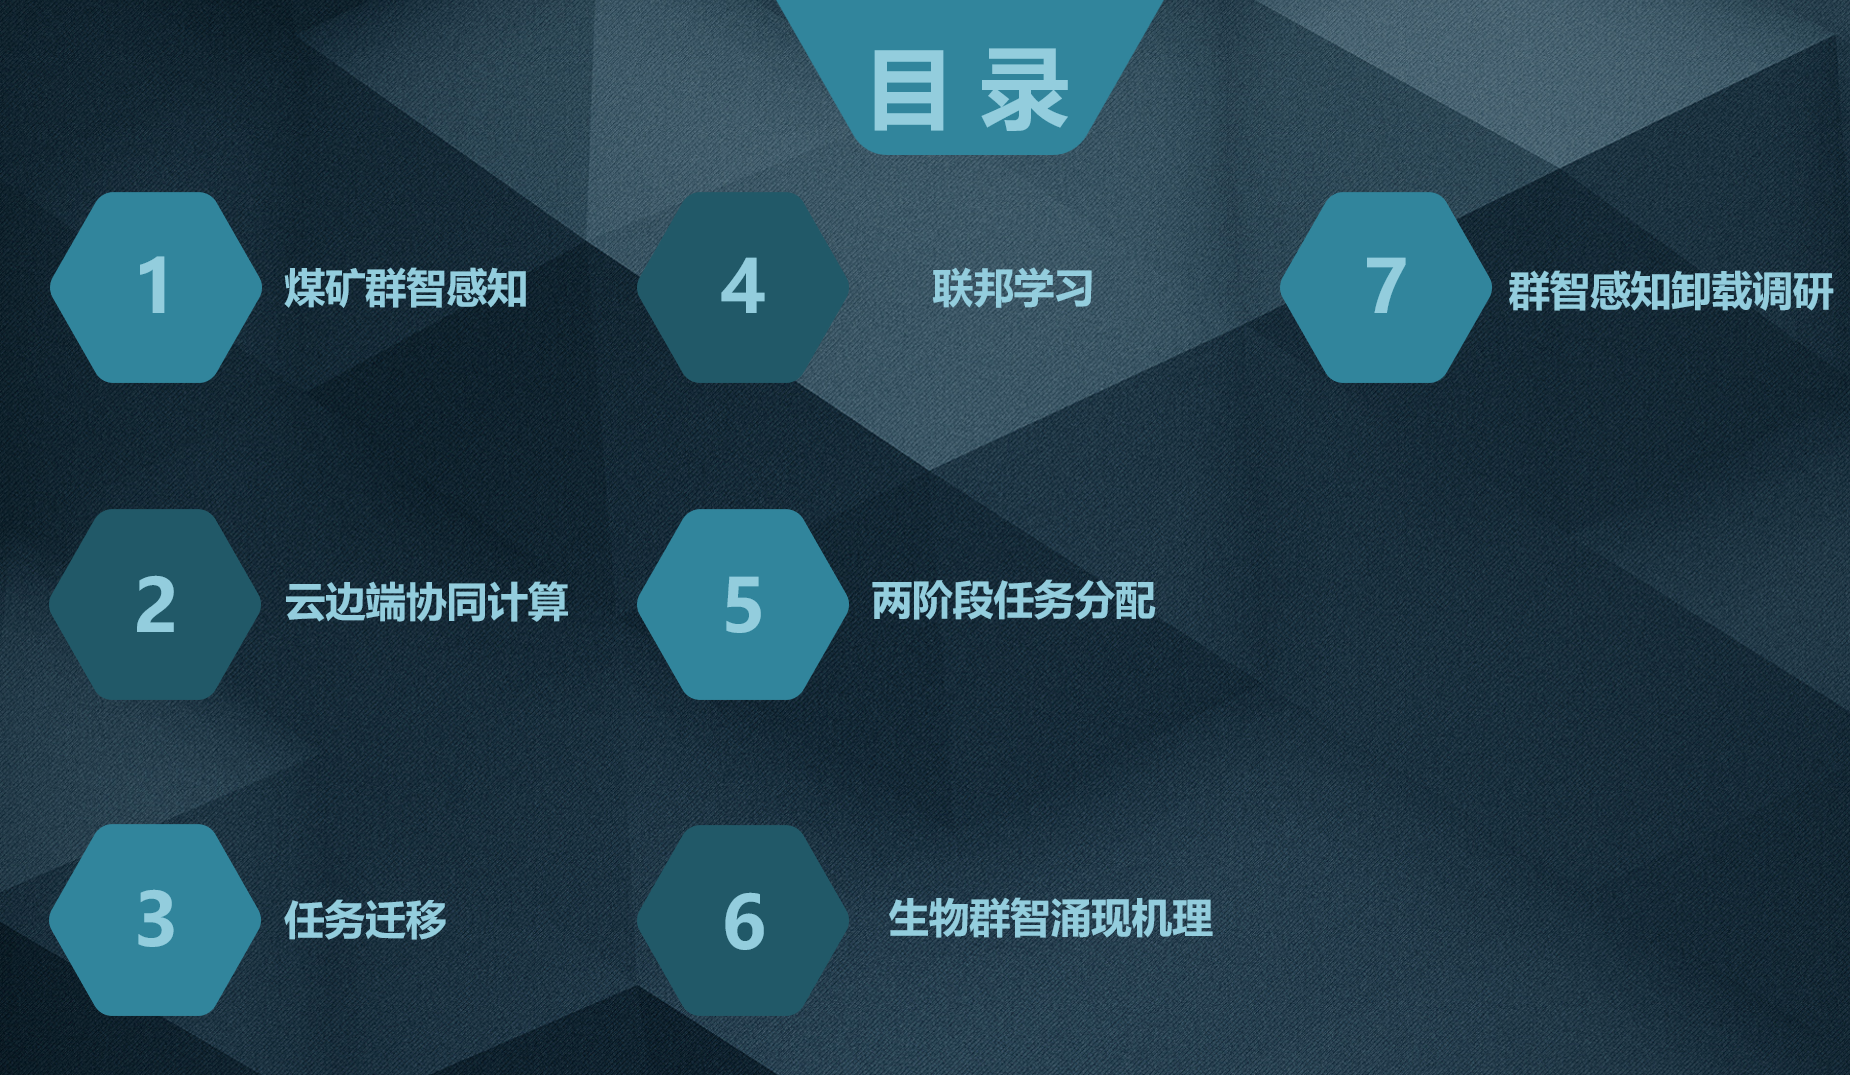 目录
1
煤矿群智感知
2
云边端协同计算
3
任务迁移
4
联邦学习
5
两阶段任务分配
6
生物群智涌现机理
7
群智感知卸载调研